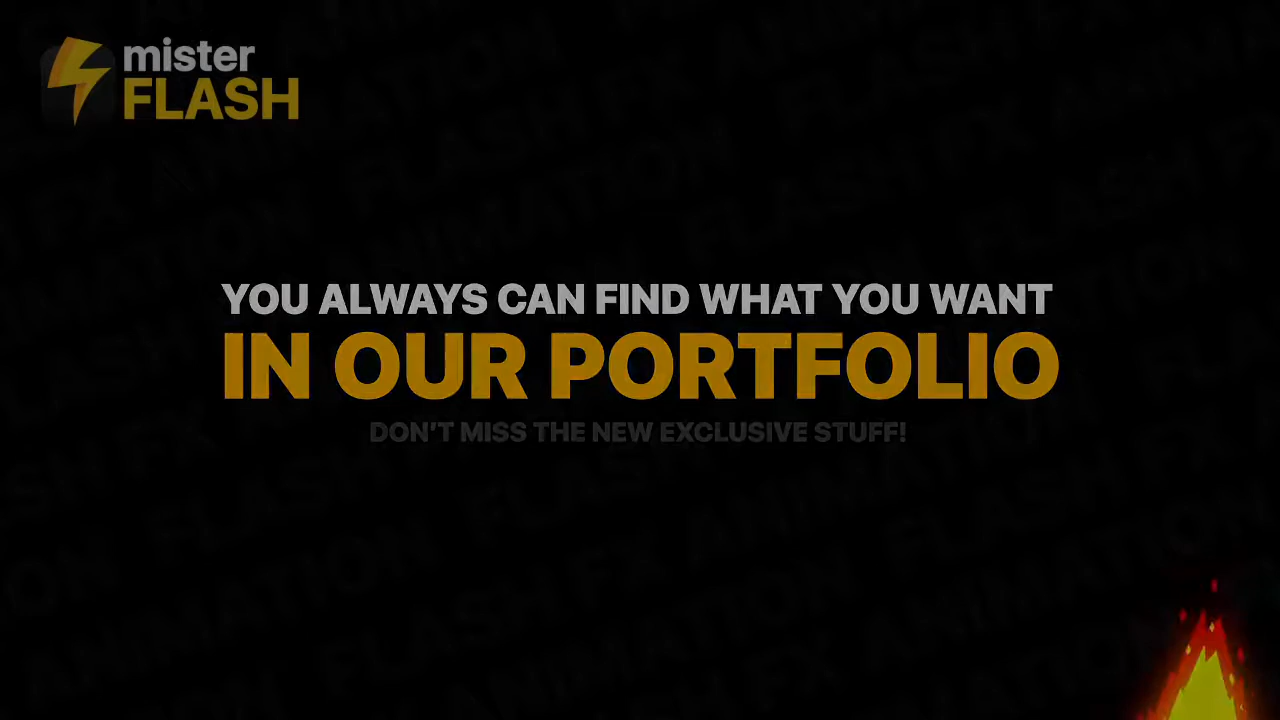 mister
FLASH
YOU ALWAYS CAN FIND WHAT YOU WANT
IN OUR PORTFOLIO
DON'T MISS THE NEW EXCLUSIVE STUFF!